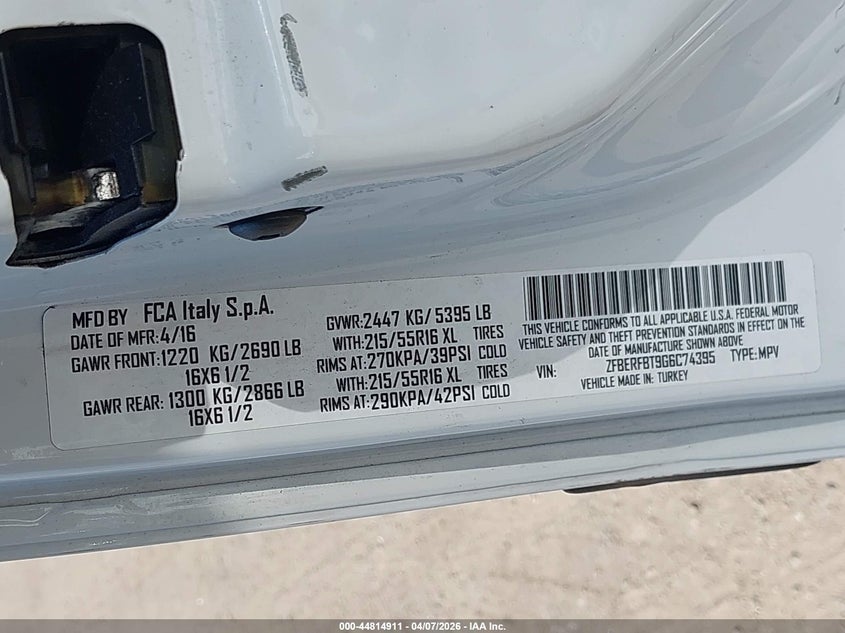 MFD BY FCA Italy S.p.A.
DATE OF MFR:4/16
GAWR FRONT:1220 KG/2690 LB
16X6 1/2
GAWR REAR: 1300 KG/2866 LB
16X6 1/2
GVWR:2447 KG/5395 LB
WITH:215/55R16 XL TIRES
RIMS AT:270KPA/39PSI COLD
WITH:215/55R16 XL TIRES
RIMS AT:290KPA/42PSI COLD
THIS VEHICLE CONFORMS TO ALL APPLICABLE U.S.A. FEDERAL MOTOR
VEHICLE SAFETY AND THEFT PREVENTION STANDARDS IN EFFECT ON THE
DATE OF MANUFACTURE SHOWN ABOVE
VIN: ZFBERFBT9G6C74395 TYPE:MPV
VEHICLE MADE IN: TURKEY
000-44814911 | 04/07/2026 | IAA Inc.